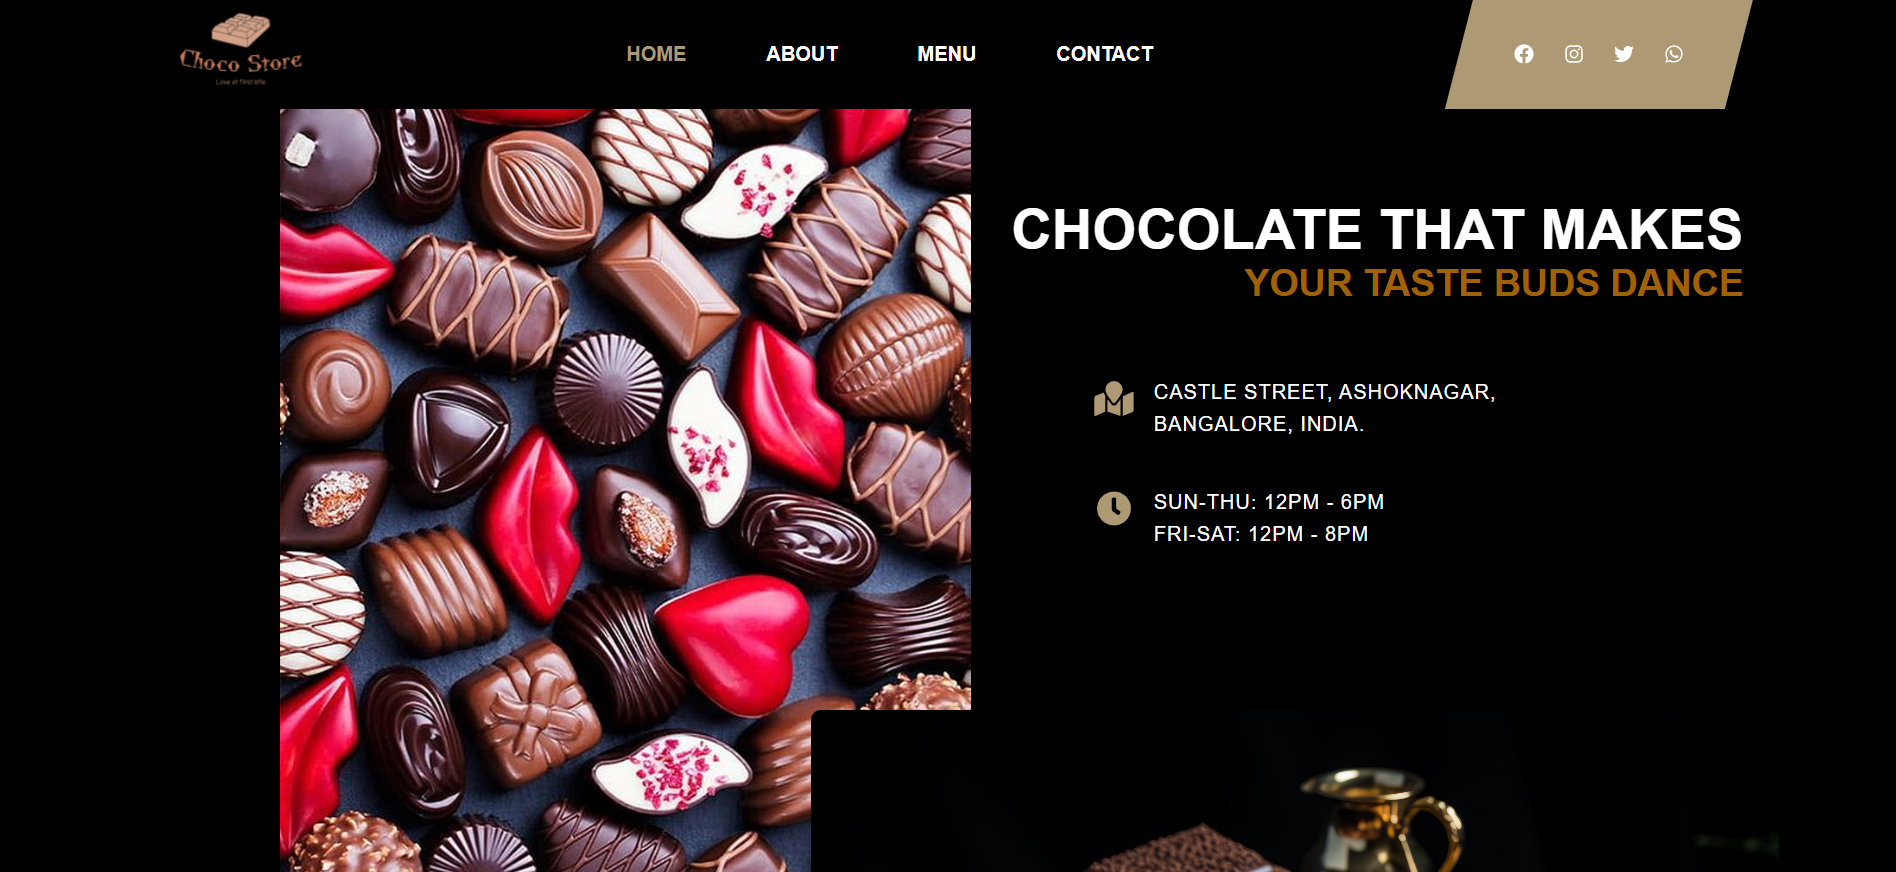 Choco Store
Love at first bite
HOME
ABOUT
MENU
CONTACT
CHOCOLATE THAT MAKES
YOUR TASTE BUDS DANCE
CASTLE STREET, ASHOKNAGAR,
BANGALORE, INDIA.
SUN-THU: 12PM - 6PM
FRI-SAT: 12PM - 8PM